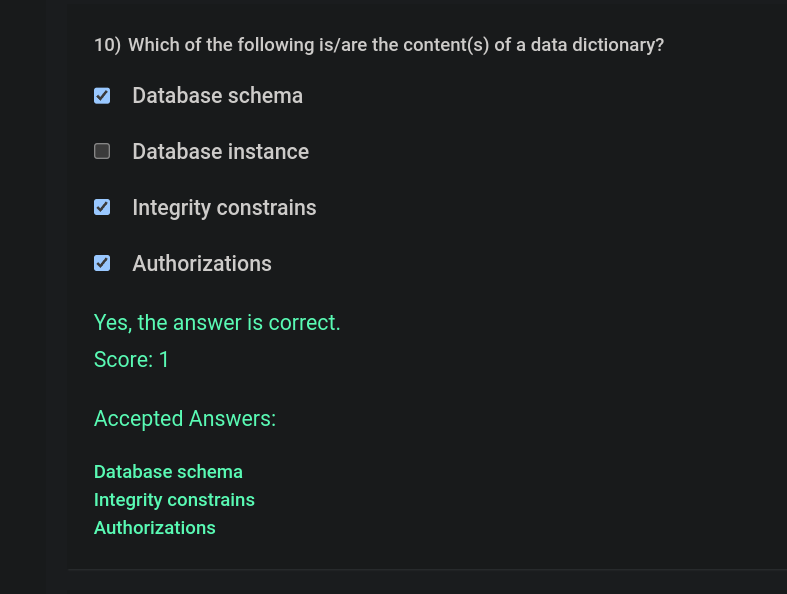 10) Which of the following is/are the content(s) of a data dictionary?
Database schema
Database instance
Integrity constrains
Authorizations
Yes, the answer is correct.
Score: 1
Accepted Answers:
Database schema
Integrity constrains
Authorizations